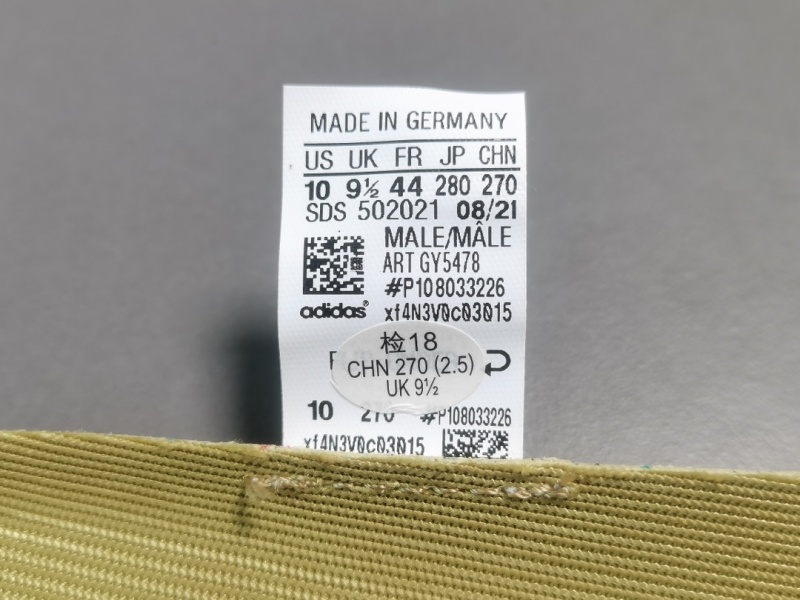 MADE IN GERMANY
US UK FR JP CHN
10 9½ 44 280 270
SDS 502021 08/21
MALE/MÂLE
ART GY5478
#P108033226
adidas® xf4N3V0c03015
检18
CHN 270 (2.5)
UK 9½
10 270 #P108033226
xf4N3V0c03015